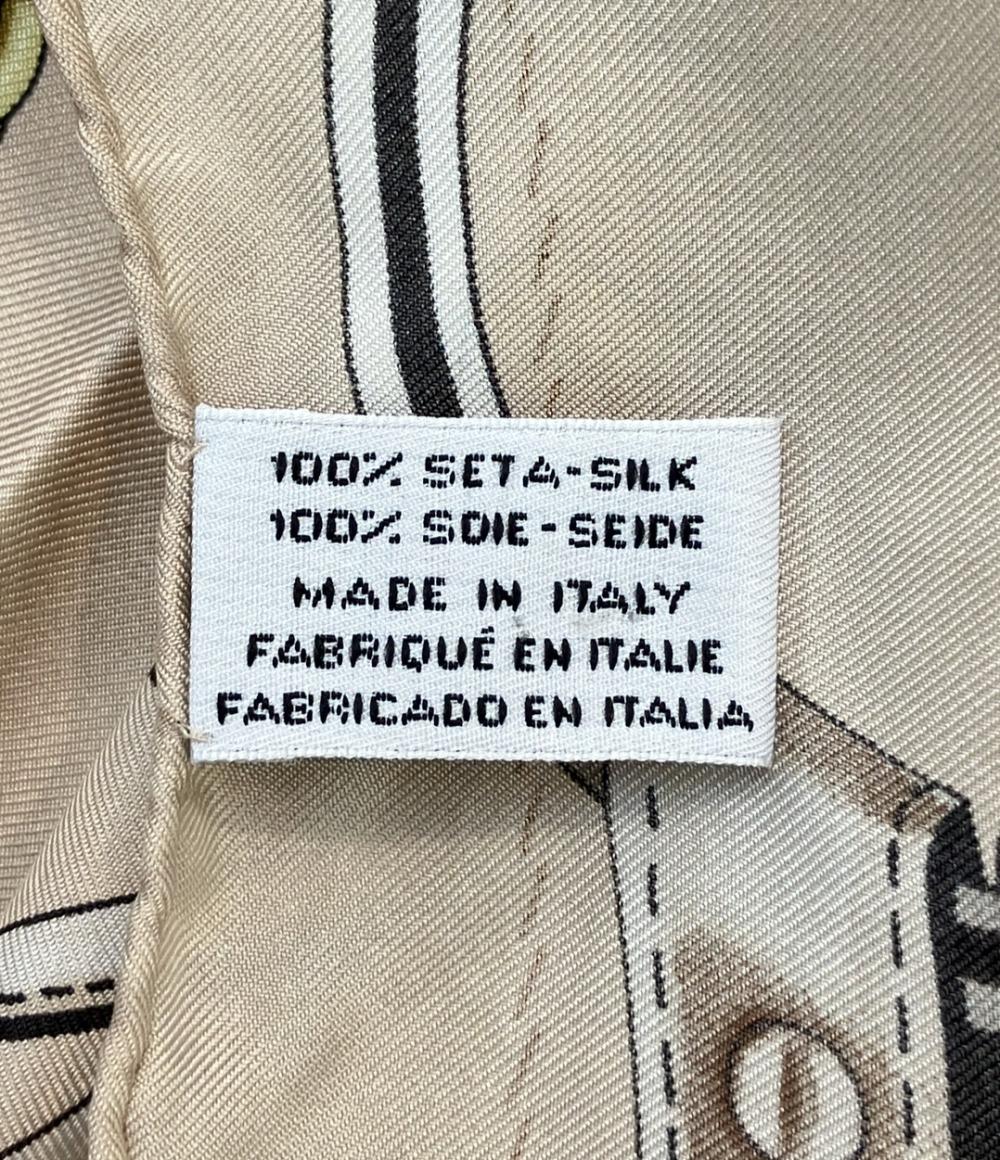 100% SETA-SILK
100% SOIE-SEIDE
MADE IN ITALY
FABRIQUÉ EN ITALIE
FABRICADO EN ITALIA